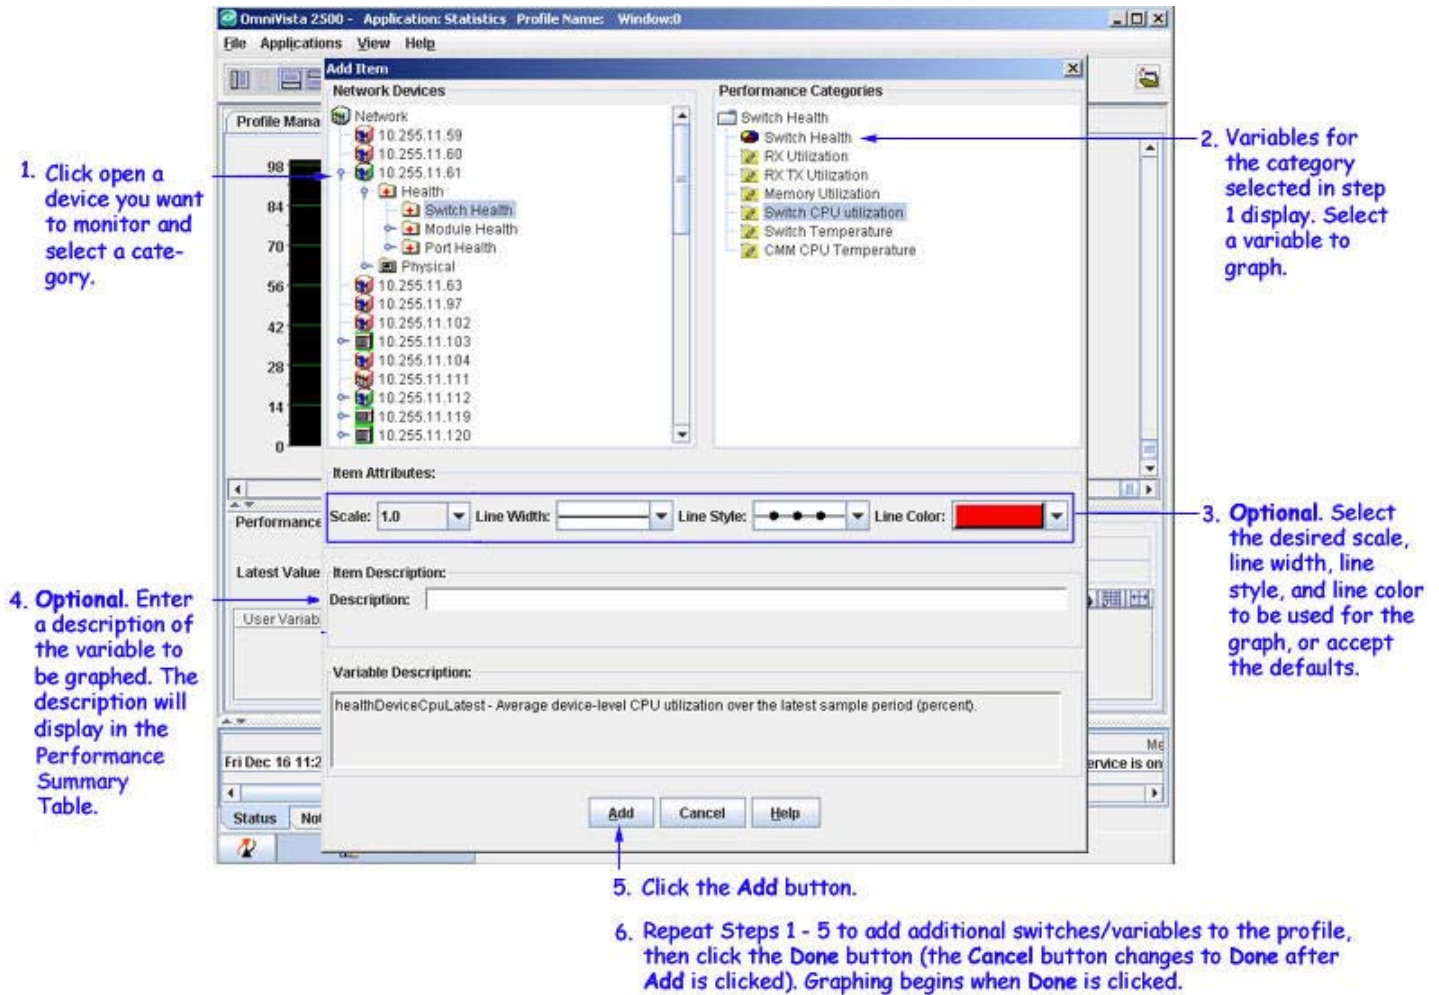 OmniVista 2500 - Application: Statistics Profile Name: Window:0
File Applications View Help
Add Item
Network Devices
Performance Categories
Profile Mana
98
84
70
56
42
28
14
0
Network
10.255.11.59
10.255.11.60
10.255.11.61
Health
Switch Health
Module Health
Port Health
Physical
10.255.11.63
10.255.11.97
10.255.11.102
10.255.11.103
10.255.11.104
10.255.11.111
10.255.11.112
10.255.11.119
10.255.11.120
Switch Health
Switch Health
RX Utilization
RX TX Utilization
Memory Utilization
Switch CPU utilization
Switch Temperature
CMM CPU Temperature
1. Click open a
device you want
to monitor and
select a cate-
gory.
2. Variables for
the category
selected in step
1 display. Select
a variable to
graph.
Item Attributes:
Scale: 1.0 Line Width: Line Style: Line Color:
Performance
3. Optional. Select
the desired scale,
line width, line
style, and line color
to be used for the
graph, or accept
the defaults.
Latest Value
Item Description:
Description:
User Variab
4. Optional. Enter
a description of
the variable to
be graphed. The
description will
display in the
Performance
Summary
Table.
Variable Description:
healthDeviceCpuLatest - Average device-level CPU utilization over the latest sample period (percent).
Me
Fri Dec 16 11:2
ervice is on
Add Cancel Help
Status Not
5. Click the Add button.
6. Repeat Steps 1 - 5 to add additional switches/variables to the profile,
then click the Done button (the Cancel button changes to Done after
Add is clicked). Graphing begins when Done is clicked.